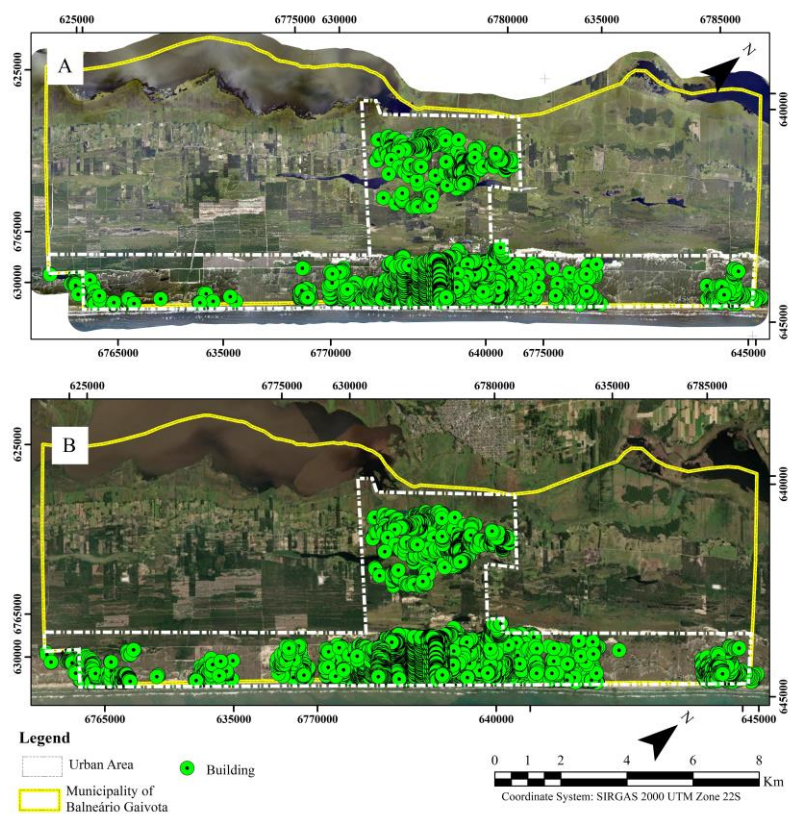 625000 6775000 630000 6780000 635000 6785000
A
N
625000
640000
6765000
630000
645000
6765000 635000 6770000 640000 6775000 645000
625000 6775000 630000 6780000 635000 6785000
B
625000
640000
6765000
630000
645000
6765000 635000 6770000 640000 645000
N
Legend
Urban Area
Building
Municipality of
Balneário Gaivota
0 1 2 4 6 8
Km
Coordinate System: SIRGAS 2000 UTM Zone 22S